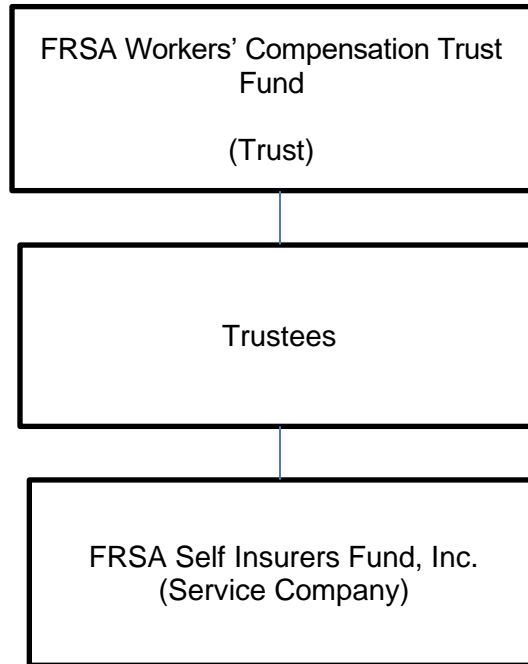 FRSA Workers’ Compensation Trust
Fund
(Trust)
Trustees
FRSA Self Insurers Fund, Inc.
(Service Company)